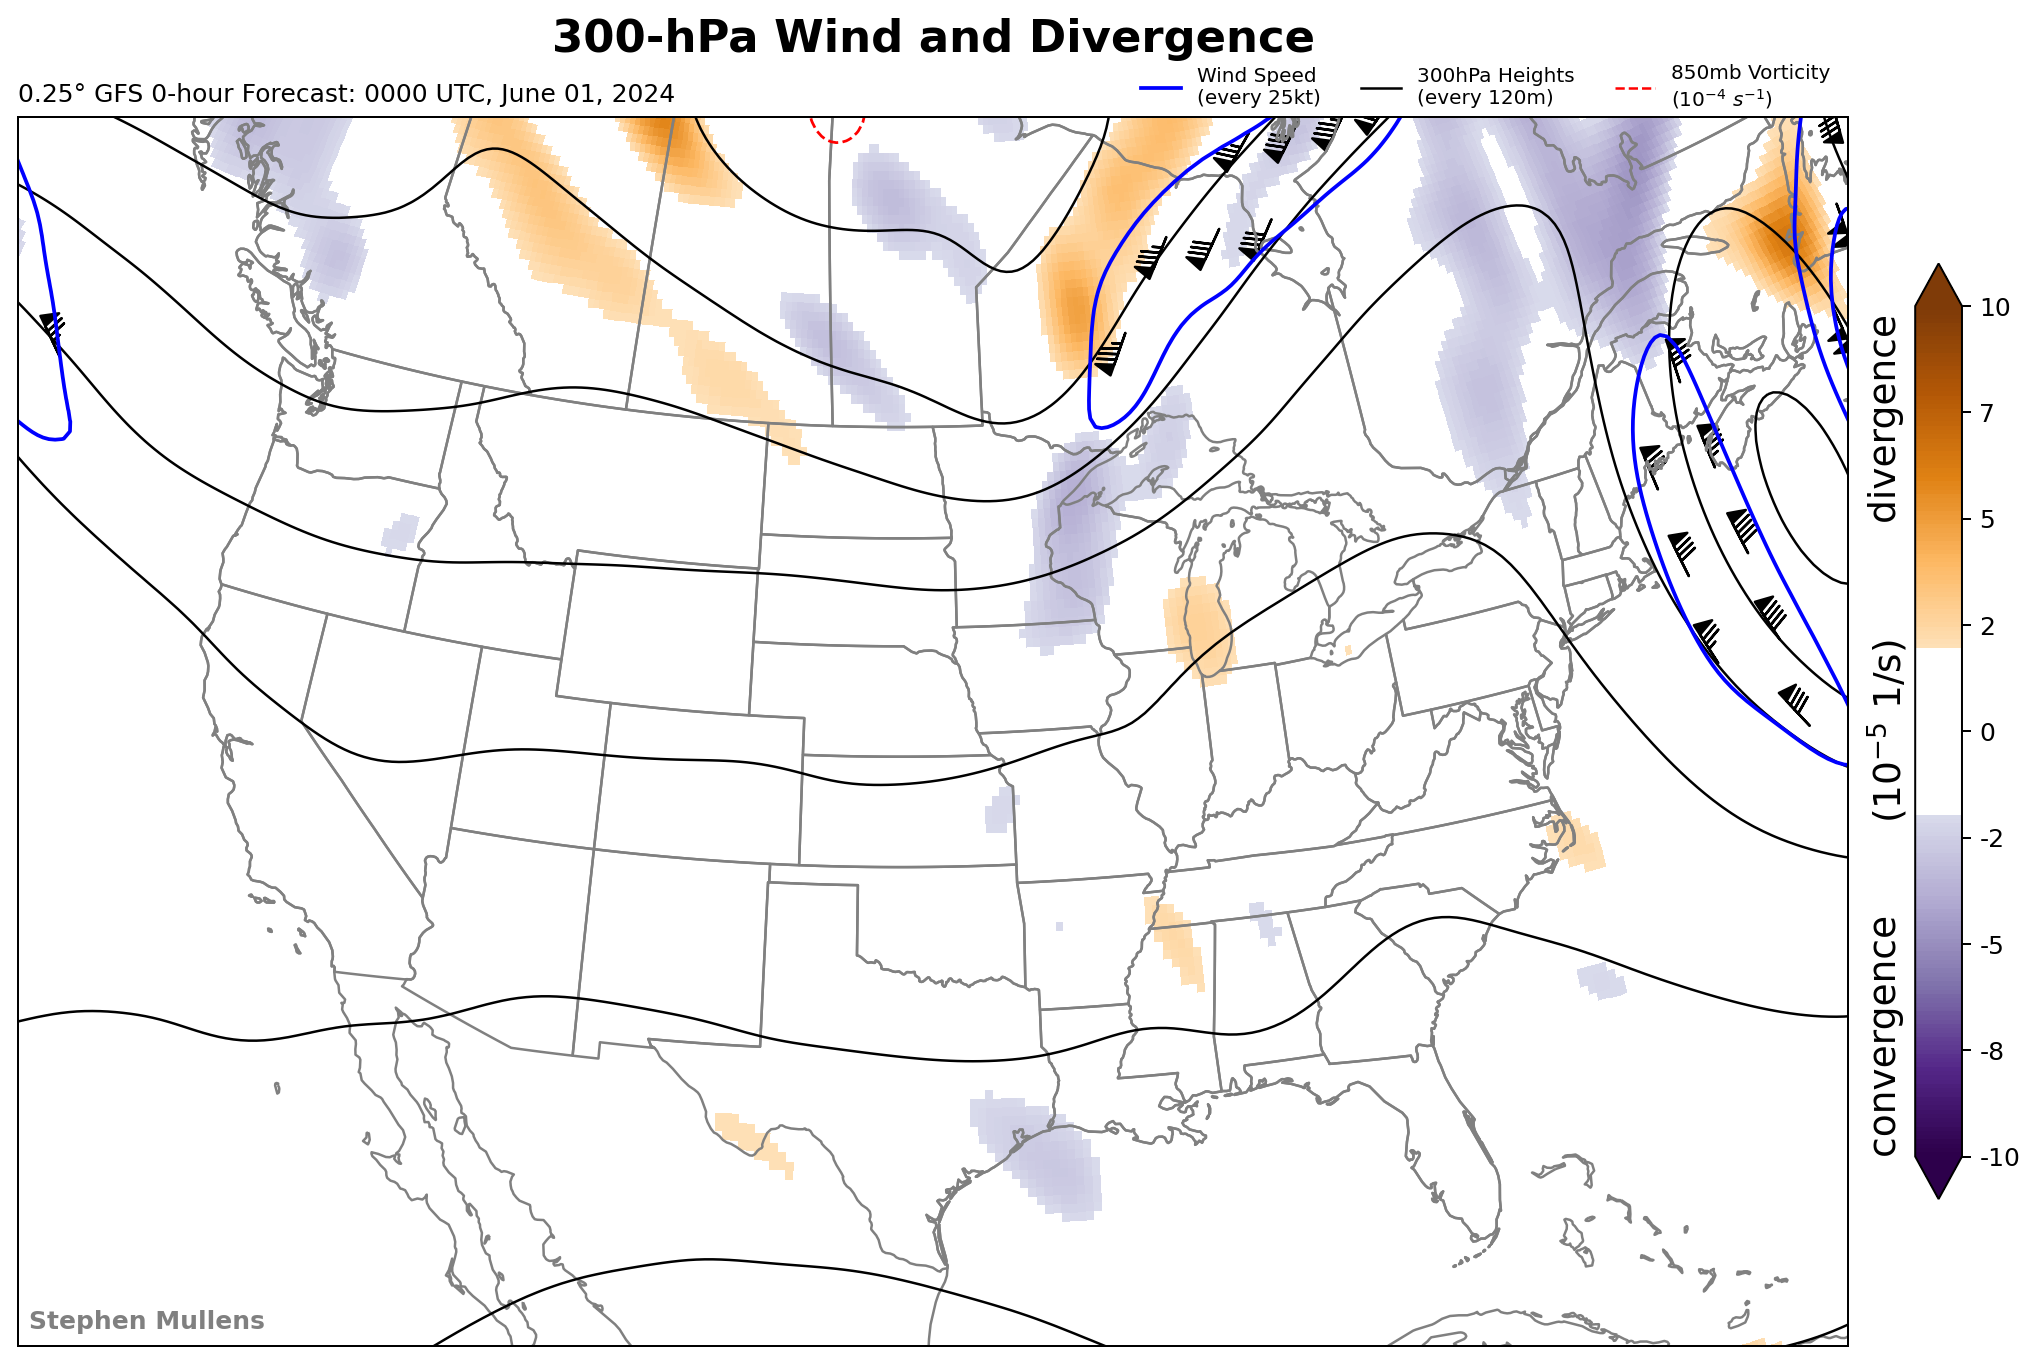 300-hPa Wind and Divergence
0.25° GFS 0-hour Forecast: 0000 UTC, June 01, 2024
Wind Speed
(every 25kt)
300hPa Heights
(every 120m)
850mb Vorticity
(10⁻⁴ s⁻¹)
divergence
(10⁻⁵ 1/s)
convergence
10
7
5
2
0
-2
-5
-8
-10
Stephen Mullens